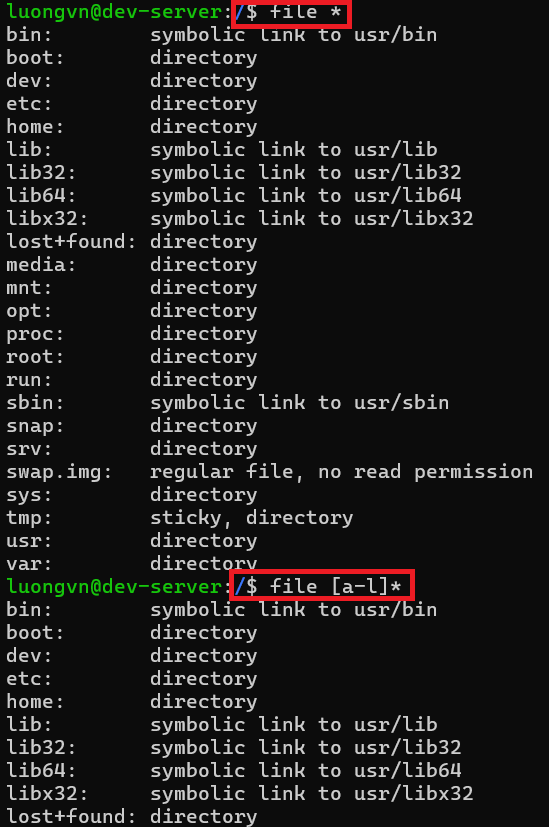 luongvn@dev-server:/$ file *
bin:        symbolic link to usr/bin
boot:       directory
dev:        directory
etc:        directory
home:       directory
lib:        symbolic link to usr/lib
lib32:      symbolic link to usr/lib32
lib64:      symbolic link to usr/lib64
libx32:     symbolic link to usr/libx32
lost+found: directory
media:      directory
mnt:        directory
opt:        directory
proc:       directory
root:       directory
run:        directory
sbin:       symbolic link to usr/sbin
snap:       directory
srv:        directory
swap.img:   regular file, no read permission
sys:        directory
tmp:        sticky, directory
usr:        directory
var:        directory
luongvn@dev-server:/$ file [a-l]*
bin:        symbolic link to usr/bin
boot:       directory
dev:        directory
etc:        directory
home:       directory
lib:        symbolic link to usr/lib
lib32:      symbolic link to usr/lib32
lib64:      symbolic link to usr/lib64
libx32:     symbolic link to usr/libx32
lost+found: directory